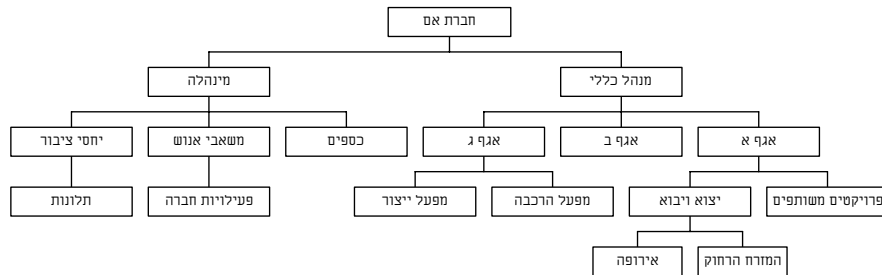 חברת אם
מנהל כללי
מינהלה
אגף א
אגף ב
אגף ג
כספים
משאבי אנוש
יחסי ציבור
פרויקטים משותפים
יצוא ויבוא
מפעל הרכבה
מפעל ייצור
פעילויות חברה
תלונות
המזרח הרחוק
אירופה